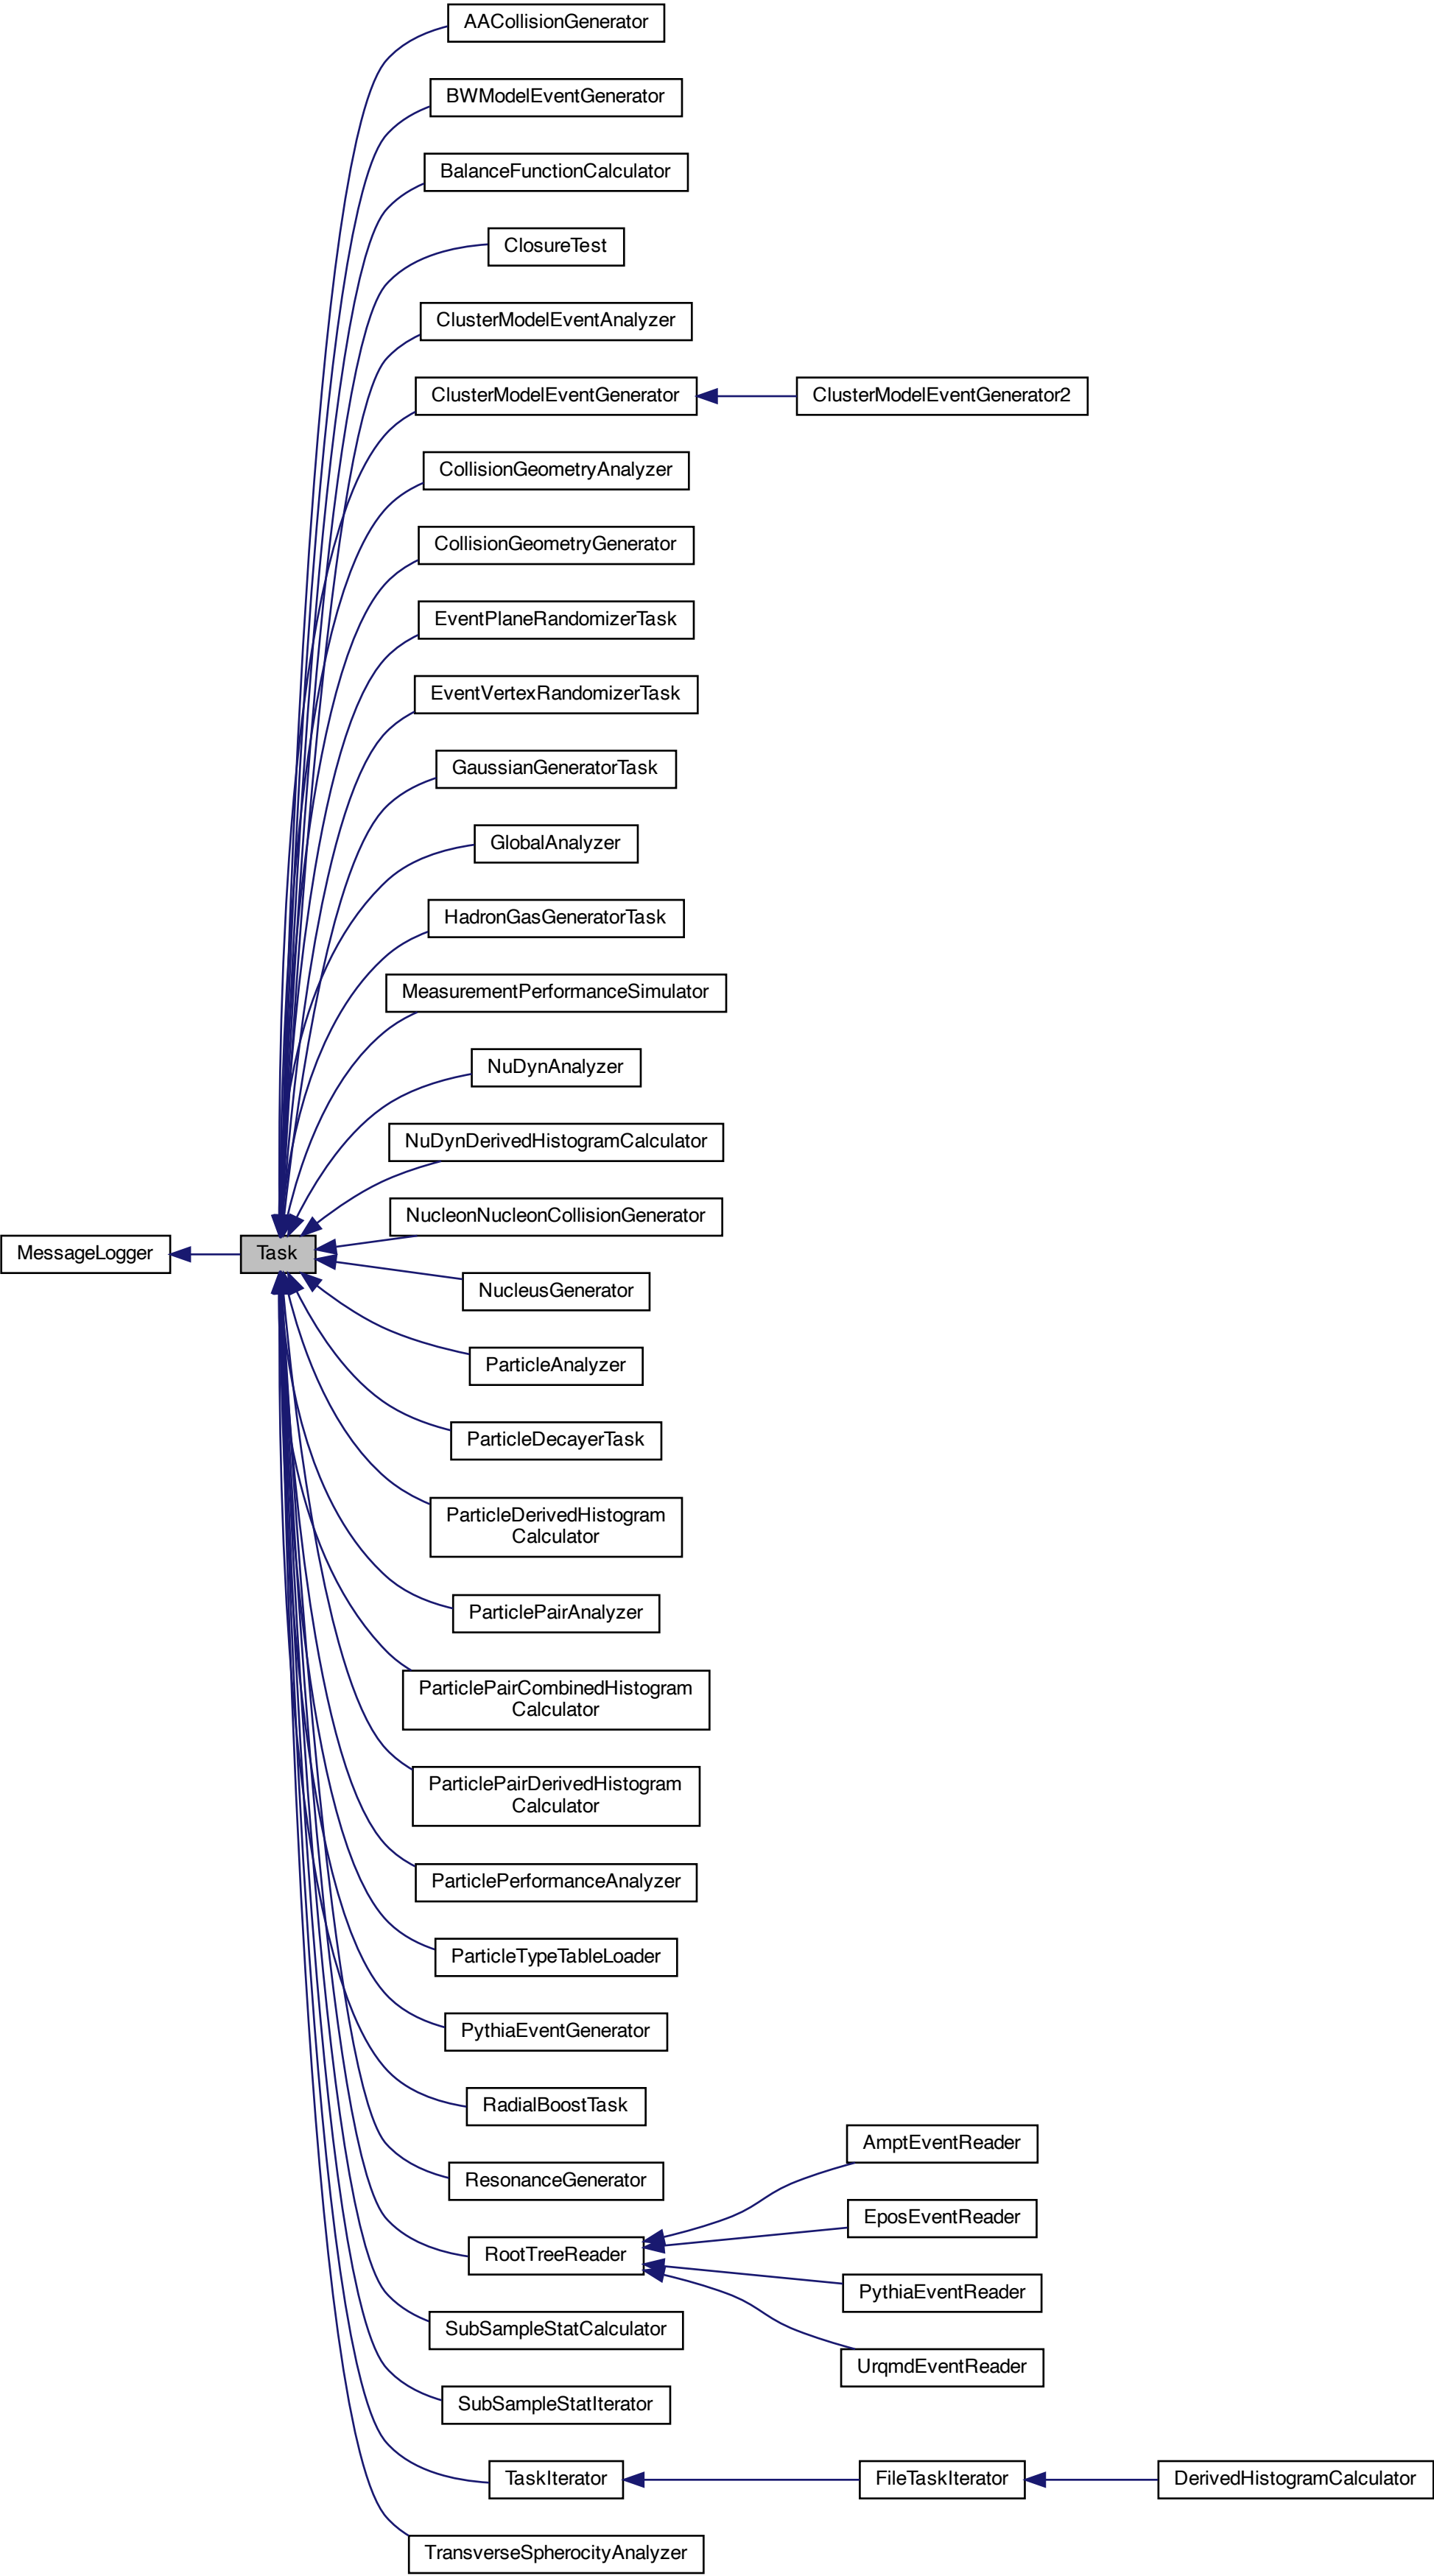 AACollisionGenerator
BWModelEventGenerator
BalanceFunctionCalculator
ClosureTest
ClusterModelEventAnalyzer
ClusterModelEventGenerator
ClusterModelEventGenerator2
CollisionGeometryAnalyzer
CollisionGeometryGenerator
EventPlaneRandomizerTask
EventVertexRandomizerTask
GaussianGeneratorTask
GlobalAnalyzer
HadronGasGeneratorTask
MeasurementPerformanceSimulator
NuDynAnalyzer
NuDynDerivedHistogramCalculator
NucleonNucleonCollisionGenerator
MessageLogger
Task
NucleusGenerator
ParticleAnalyzer
ParticleDecayerTask
ParticleDerivedHistogram
Calculator
ParticlePairAnalyzer
ParticlePairCombinedHistogram
Calculator
ParticlePairDerivedHistogram
Calculator
ParticlePerformanceAnalyzer
ParticleTypeTableLoader
PythiaEventGenerator
RadialBoostTask
AmptEventReader
ResonanceGenerator
EposEventReader
RootTreeReader
PythiaEventReader
SubSampleStatCalculator
UrqmdEventReader
SubSampleStatIterator
TaskIterator
FileTaskIterator
DerivedHistogramCalculator
TransverseSpherocityAnalyzer